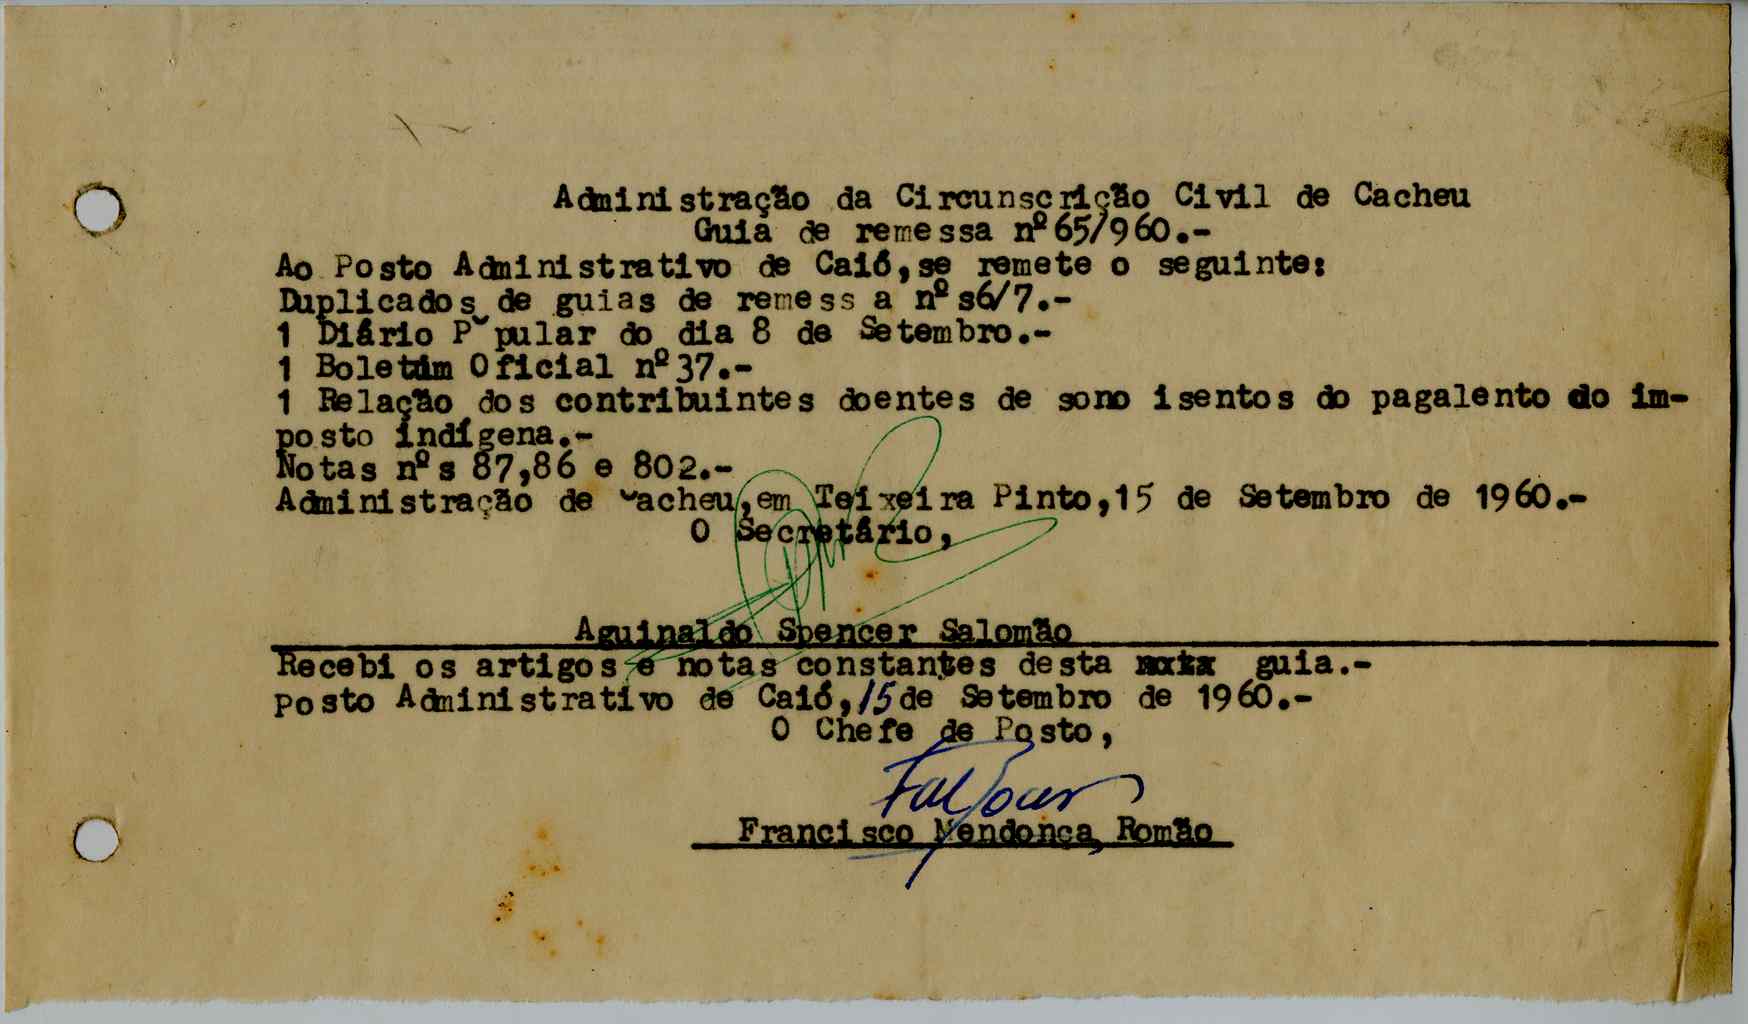 Administração da Circunscrição Civil de Cacheu
Guia de remessa nº65/960.-
Ao Posto Administrativo de Caió,se remete o seguinte:
Duplicados de guias de remess a nºs6/7.-
1 Diário P pular do dia 8 de Setembro.-
1 Boletim Oficial nº37.-
1 Relação dos contribuintes doentes de sono isentos do pagalento do im-
posto indígena.-
Notas nºs 87,86 e 802.-
Administração de acheu,em Teixeira Pinto,15 de Setembro de 1960.-
O Secretário,
Aguinaldo Spencer Salomão
Recebi os artigos e notas constantes desta guia.-
Posto Administrativo de Caió,15 de Setembro de 1960.-
O Chefe de Posto,
Francisco Mendonça Romão